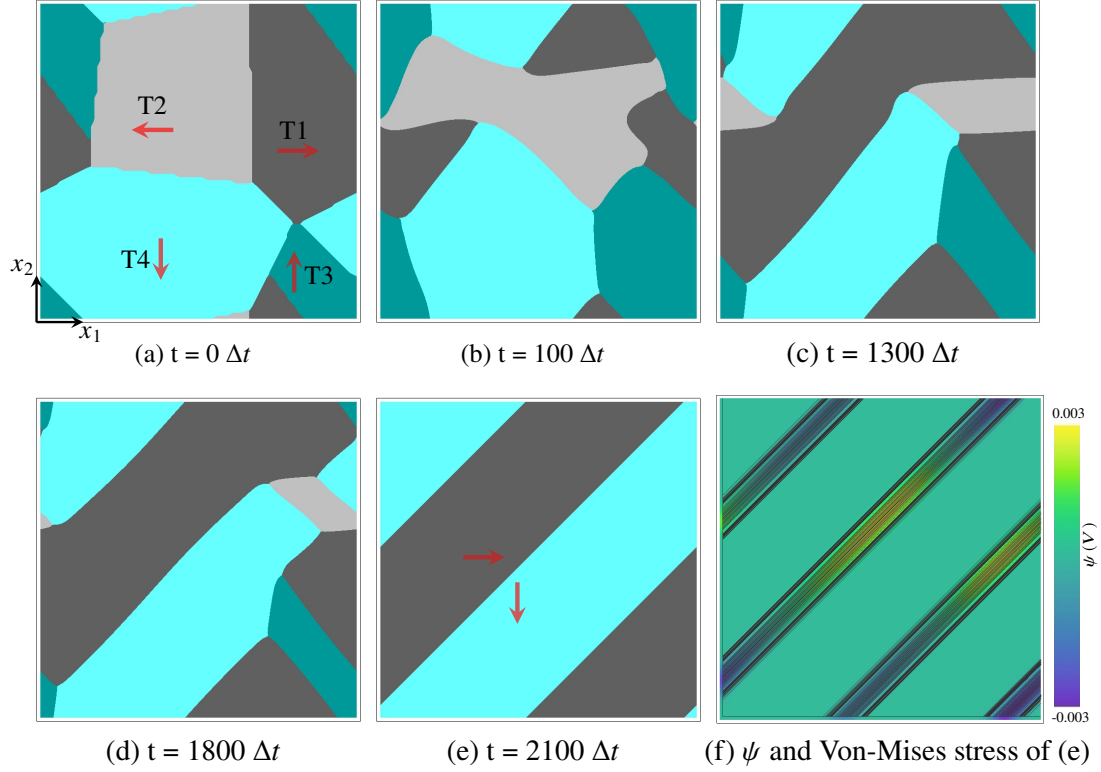 T2
T1
T4
T3
x₂
x₁
(a) t = 0 Δt
(b) t = 100 Δt
(c) t = 1300 Δt
0.003
ψ (V)
-0.003
(d) t = 1800 Δt
(e) t = 2100 Δt
(f) ψ and Von-Mises stress of (e)